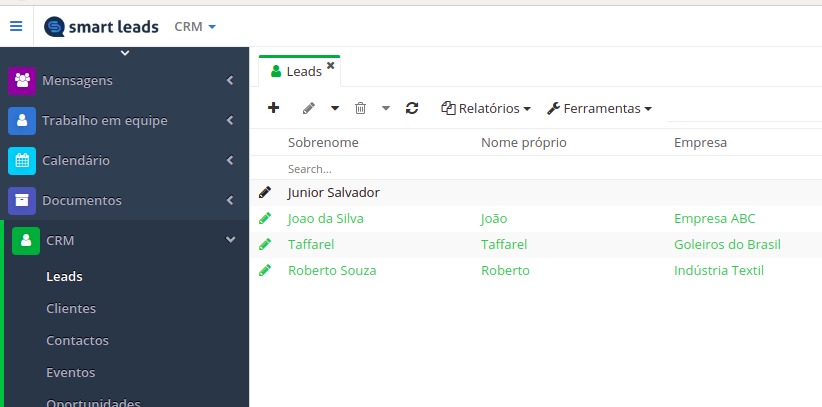 smart leads CRM
Mensagens
Trabalho em equipe
Calendário
Documentos
CRM
Leads
Clientes
Contactos
Eventos
Oportunidades
Leads
Relatórios Ferramentas
Sobrenome Nome próprio Empresa
Search...
Junior Salvador
Joao da Silva João Empresa ABC
Taffarel Taffarel Goleiros do Brasil
Roberto Souza Roberto Indústria Textil